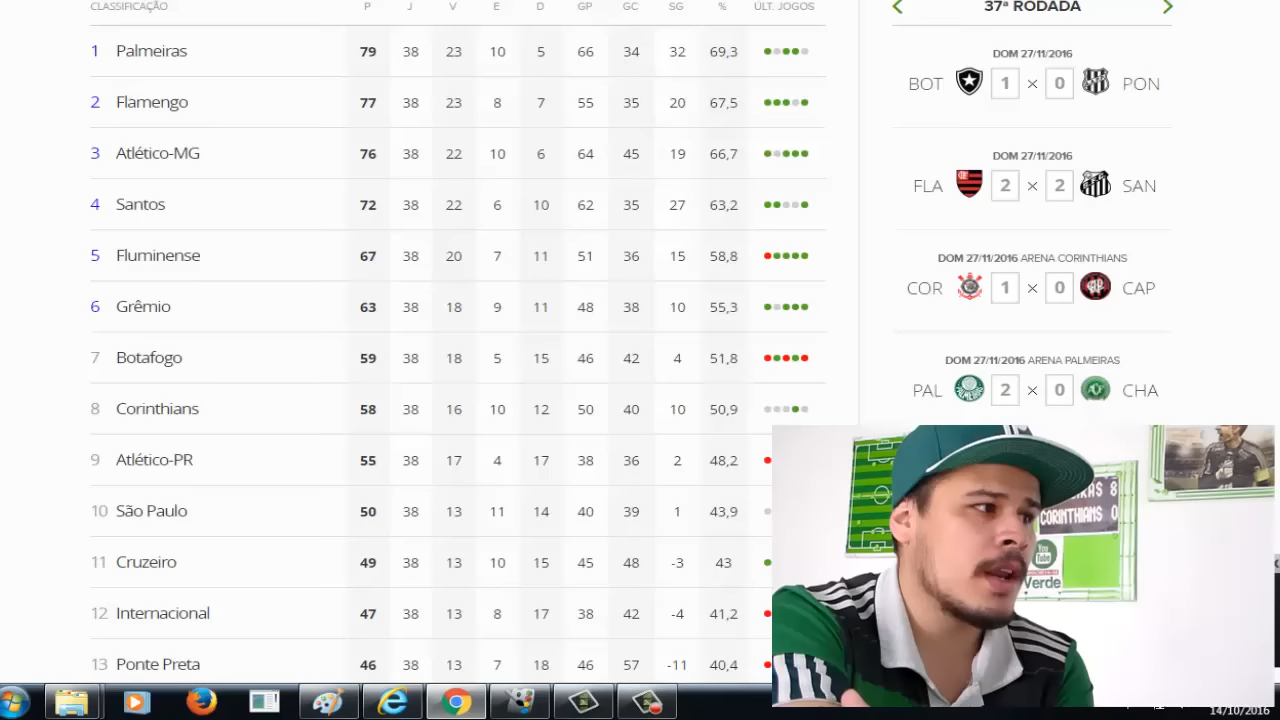 CLASSIFICAÇÃO P J V E D GP GC SG % ÚLT. JOGOS
1 Palmeiras 79 38 23 10 5 66 34 32 69,3
2 Flamengo 77 38 23 8 7 55 35 20 67,5
3 Atlético-MG 76 38 22 10 6 64 45 19 66,7
4 Santos 72 38 22 6 10 62 35 27 63,2
5 Fluminense 67 38 20 7 11 51 36 15 58,8
6 Grêmio 63 38 18 9 11 48 38 10 55,3
7 Botafogo 59 38 18 5 15 46 42 4 51,8
8 Corinthians 58 38 16 10 12 50 40 10 50,9
9 Atlético-PR 55 38 17 4 17 38 36 2 48,2
10 São Paulo 50 38 13 11 14 40 39 1 43,9
11 Cruzeiro 49 38 13 10 15 45 48 -3 43
12 Internacional 47 38 13 8 17 38 42 -4 41,2
13 Ponte Preta 46 38 13 7 18 46 57 -11 40,4
37ª RODADA
DOM 27/11/2016
BOT 1 × 0 PON
DOM 27/11/2016
FLA 2 × 2 SAN
DOM 27/11/2016 ARENA CORINTHIANS
COR 1 × 0 CAP
DOM 27/11/2016 ARENA PALMEIRAS
PAL 2 × 0 CHA
8
CORINTHIANS 0
You Tube
Verde
14/10/2016